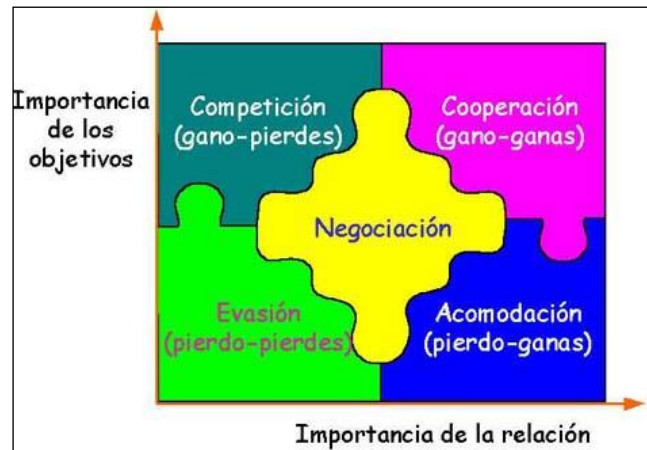 Importancia
de los
objetivos
Competición
(gano-pierdes)
Cooperación
(gano-ganas)
Negociación
Evasión
(pierdo-pierdes)
Acomodación
(pierdo-ganas)
Importancia de la relación